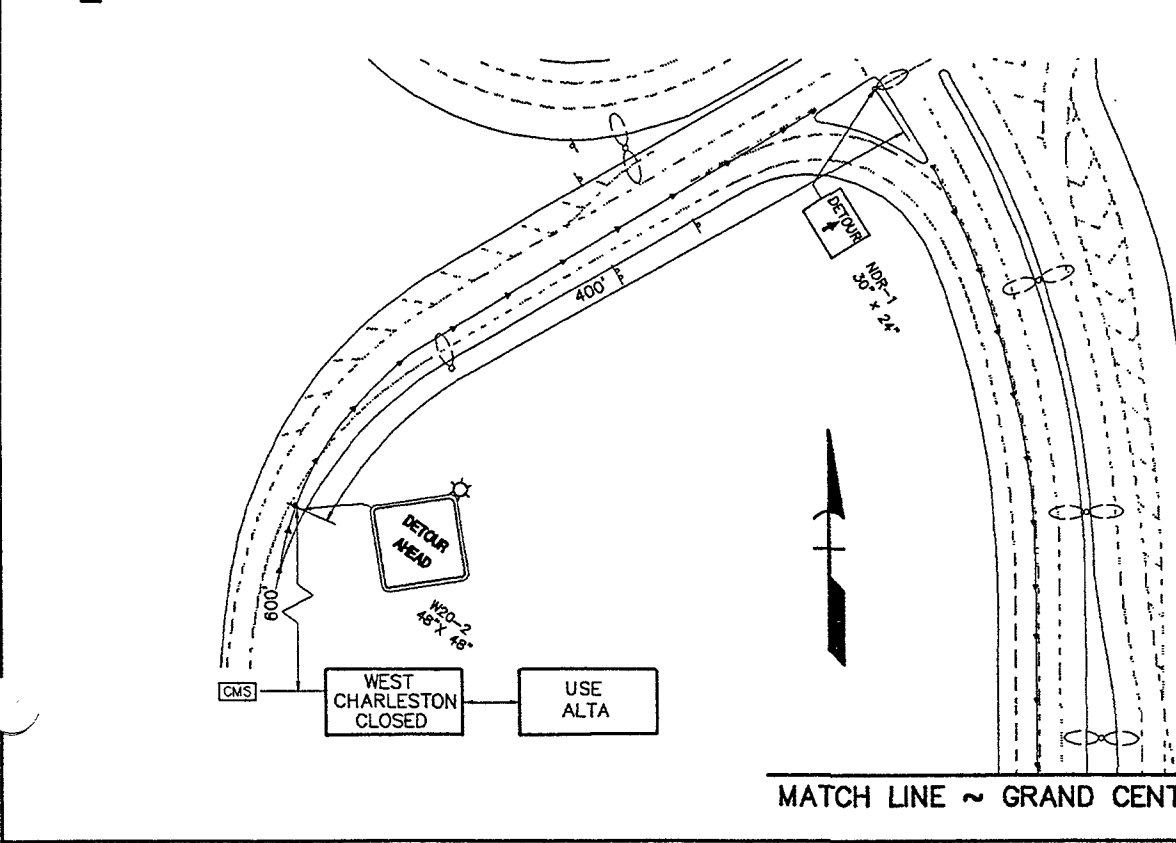 DETOUR
NDR-1
30" x 24"
400'
DETOUR
AHEAD
W20-2
48" X 48"
600'
CMS
WEST
CHARLESTON
CLOSED
USE
ALTA
MATCH LINE ~ GRAND CENT